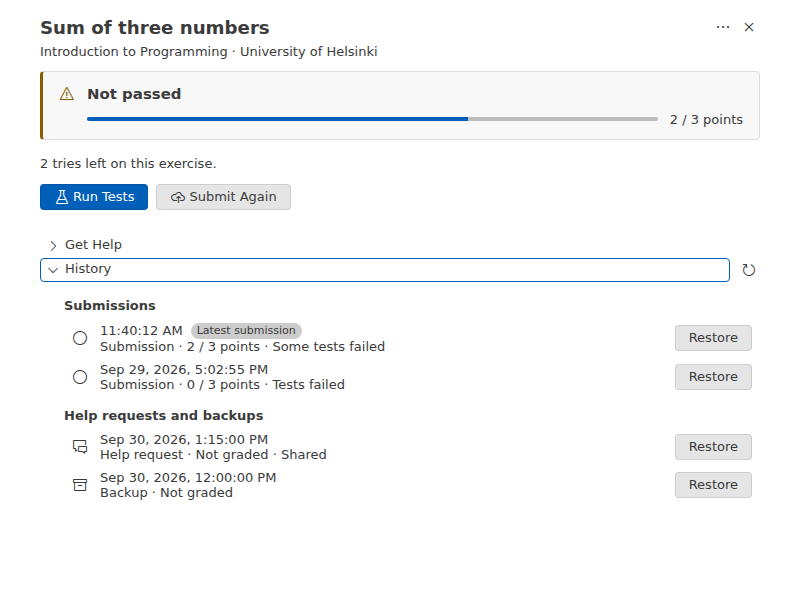 Sum of three numbers
Introduction to Programming · University of Helsinki
Not passed
2 / 3 points
2 tries left on this exercise.
Run Tests
Submit Again
Get Help
History
Submissions
11:40:12 AM Latest submission
Submission · 2 / 3 points · Some tests failed
Restore
Sep 29, 2026, 5:02:55 PM
Submission · 0 / 3 points · Tests failed
Restore
Help requests and backups
Sep 30, 2026, 1:15:00 PM
Help request · Not graded · Shared
Restore
Sep 30, 2026, 12:00:00 PM
Backup · Not graded
Restore